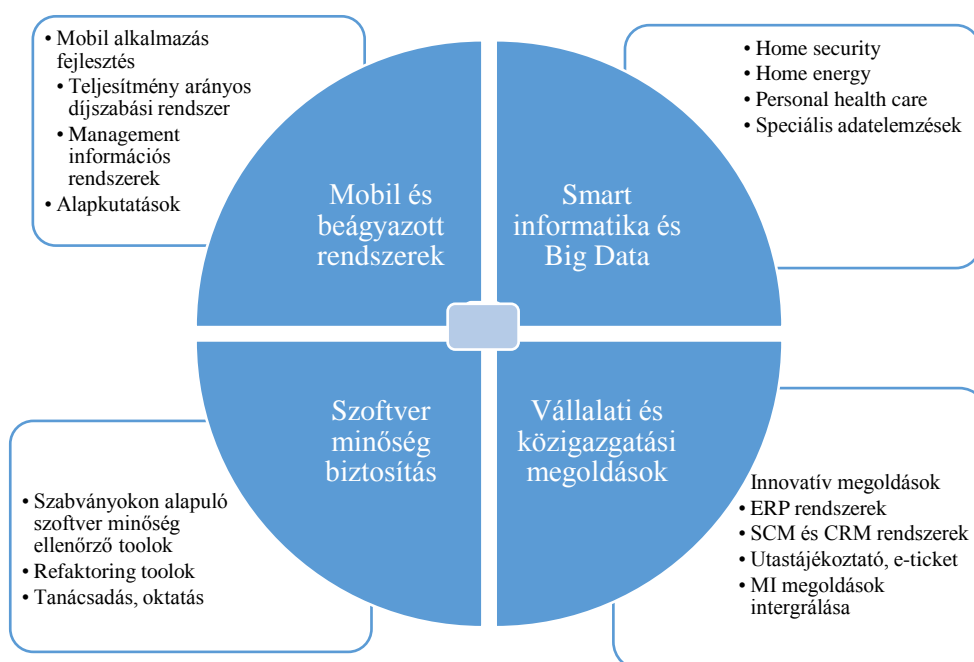 • Mobil alkalmazás
fejlesztés
• Teljesítmény arányos
díjszabási rendszer
• Management
információs
rendszerek
• Alapkutatások
Mobil és
beágyazott
rendszerek
Smart
informatika és
Big Data
• Home security
• Home energy
• Personal health care
• Speciális adatelemzések
• Szabványokon alapuló
szoftver minőség
ellenőrző toolok
• Refaktoring toolok
• Tanácsadás, oktatás
Szoftver
minőség
biztosítás
Vállalati és
közigazgatási
megoldások
Innovatív megoldások
• ERP rendszerek
• SCM és CRM rendszerek
• Utastájékoztató, e-ticket
• MI megoldások
intergrálása